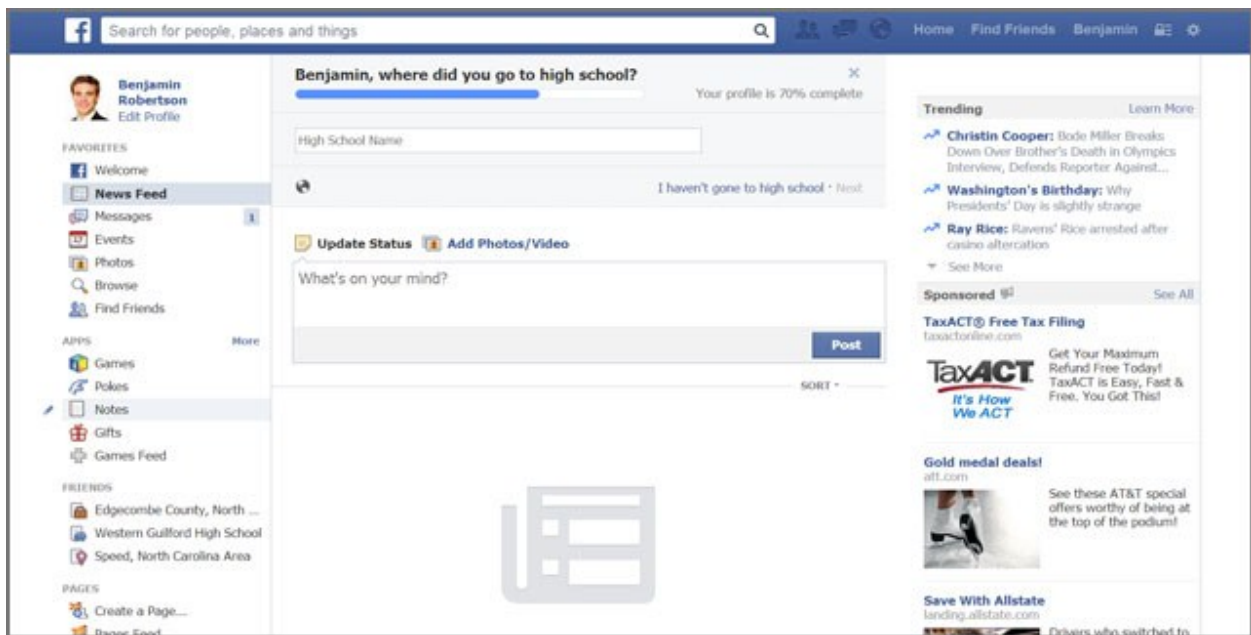 f
Search for people, places and things
Home Find Friends Benjamin
Benjamin
Robertson
Edit Profile
FAVORITES
Welcome
News Feed
Messages 1
Events
Photos
Browse
Find Friends
APPS More
Games
Pokes
Notes
Gifts
Games Feed
FRIENDS
Edgecombe County, North ...
Western Guilford High School
Speed, North Carolina Area
PAGES
Create a Page...
Pages Feed
Benjamin, where did you go to high school?
Your profile is 70% complete
High School Name
I haven't gone to high school · Next
Update Status Add Photos/Video
What's on your mind?
Post
SORT
Trending Learn More
Christin Cooper: Bode Miller Breaks
Down Over Brother's Death in Olympics
Interview, Defends Reporter Against...
Washington's Birthday: Why
Presidents' Day is slightly strange
Ray Rice: Ravens' Rice arrested after
casino altercation
See More
Sponsored See All
TaxACT® Free Tax Filing
taxactonline.com
TaxACT
It's How
We ACT
Get Your Maximum
Refund Free Today!
TaxACT is Easy, Fast &
Free. You Got This!
Gold medal deals!
att.com
See these AT&T special
offers worthy of being at
the top of the podium!
Save With Allstate
landing.allstate.com
Drivers who switched to